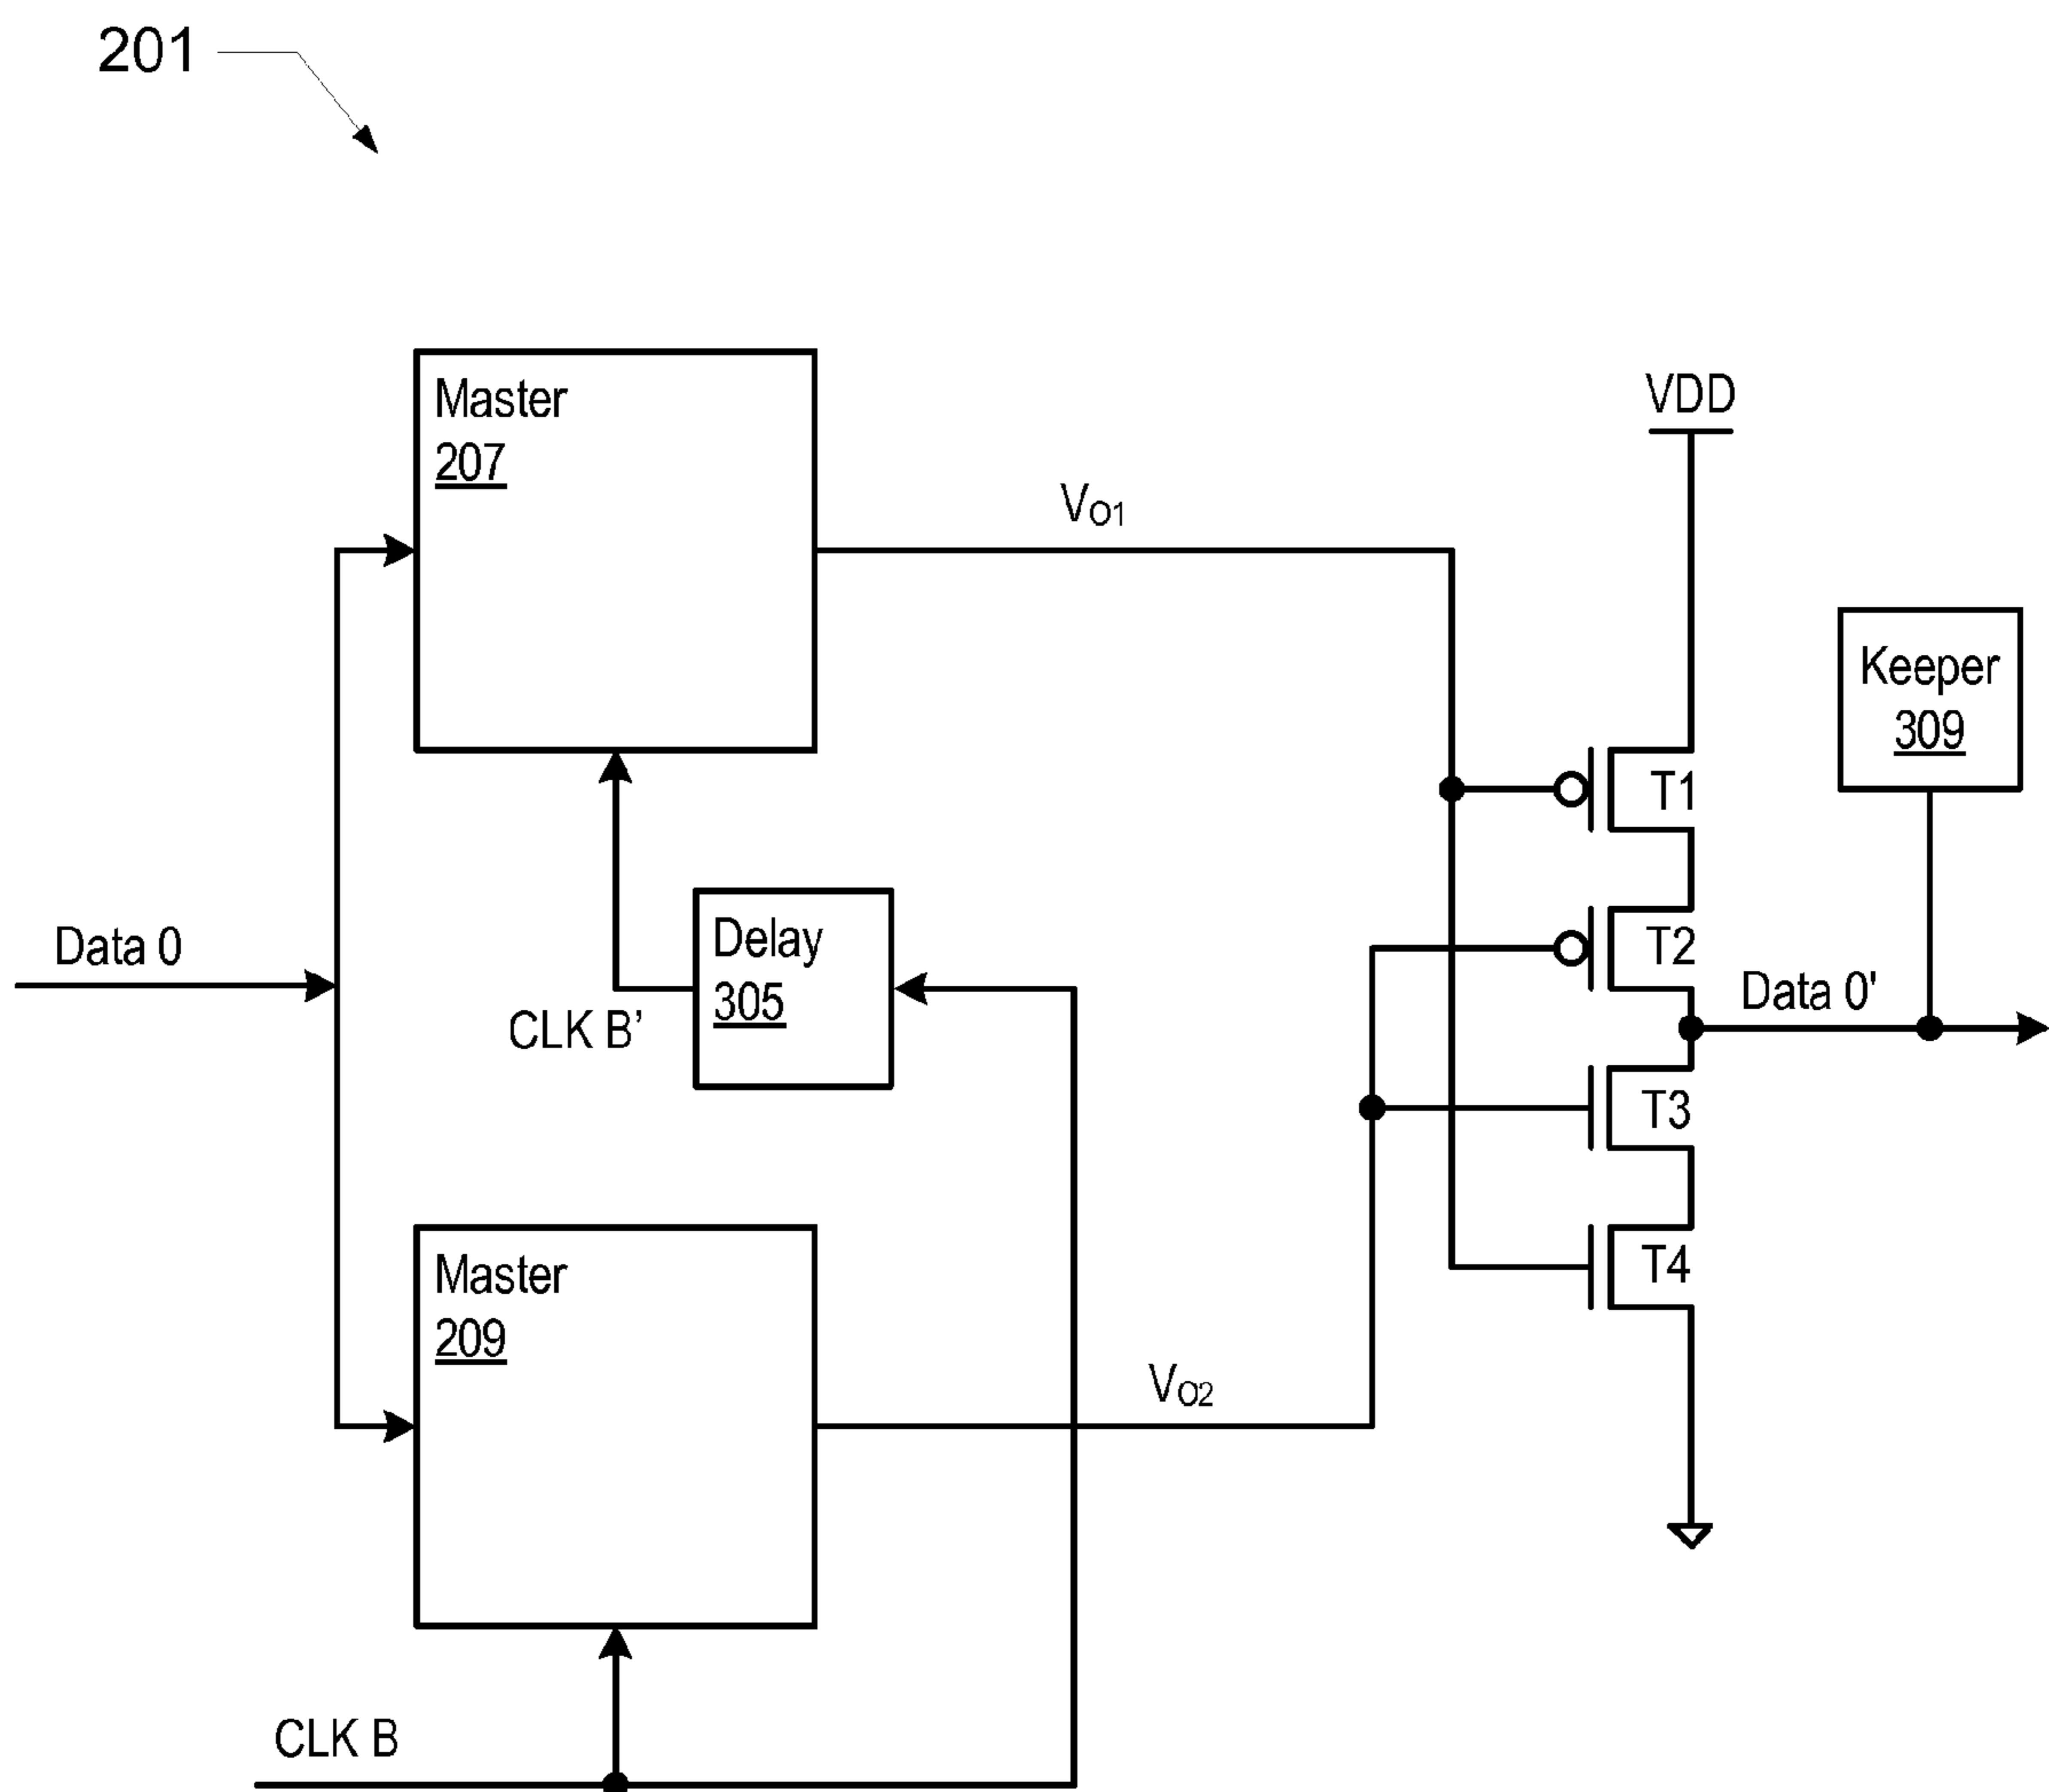 201
Master
207
VO1
VDD
Keeper
309
T1
Data 0
Delay
305
CLK B’
T2
Data 0'
T3
Master
209
T4
VO2
CLK B